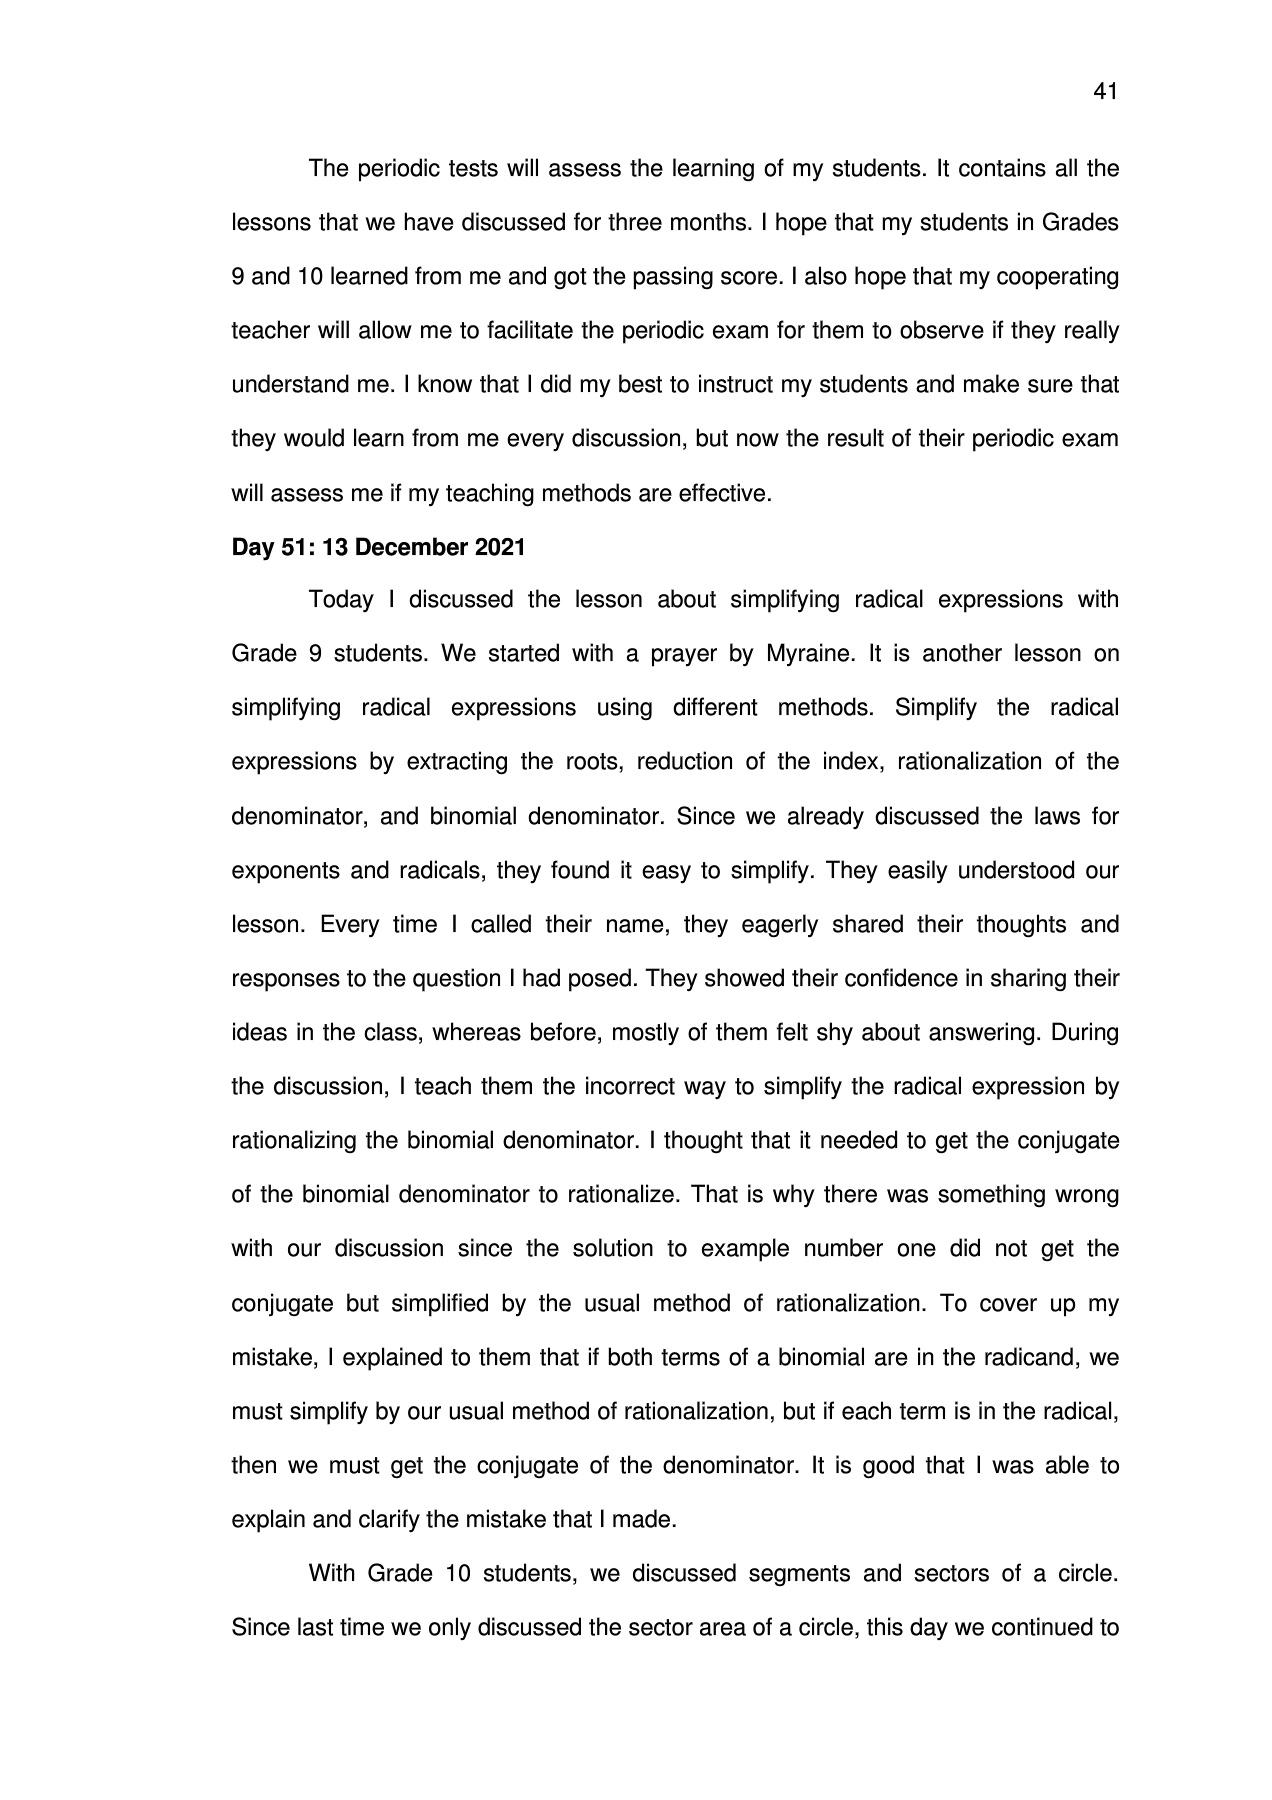 41
The periodic tests will assess the learning of my students. It contains all the
lessons that we have discussed for three months. I hope that my students in Grades
9 and 10 learned from me and got the passing score. I also hope that my cooperating
teacher will allow me to facilitate the periodic exam for them to observe if they really
understand me. I know that I did my best to instruct my students and make sure that
they would learn from me every discussion, but now the result of their periodic exam
will assess me if my teaching methods are effective.
Day 51: 13 December 2021
Today I discussed the lesson about simplifying radical expressions with
Grade 9 students. We started with a prayer by Myraine. It is another lesson on
simplifying radical expressions using different methods. Simplify the radical
expressions by extracting the roots, reduction of the index, rationalization of the
denominator, and binomial denominator. Since we already discussed the laws for
exponents and radicals, they found it easy to simplify. They easily understood our
lesson. Every time I called their name, they eagerly shared their thoughts and
responses to the question I had posed. They showed their confidence in sharing their
ideas in the class, whereas before, mostly of them felt shy about answering. During
the discussion, I teach them the incorrect way to simplify the radical expression by
rationalizing the binomial denominator. I thought that it needed to get the conjugate
of the binomial denominator to rationalize. That is why there was something wrong
with our discussion since the solution to example number one did not get the
conjugate but simplified by the usual method of rationalization. To cover up my
mistake, I explained to them that if both terms of a binomial are in the radicand, we
must simplify by our usual method of rationalization, but if each term is in the radical,
then we must get the conjugate of the denominator. It is good that I was able to
explain and clarify the mistake that I made.
With Grade 10 students, we discussed segments and sectors of a circle.
Since last time we only discussed the sector area of a circle, this day we continued to